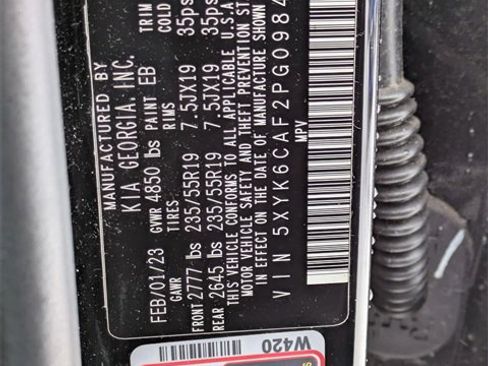 MANUFACTURED BY
KIA GEORGIA, INC.
FEB/01/23 GVWR 4850 lbs PAINT EB TRIM
GAWR TIRES RIMS COLD
FRONT 2777 lbs 235/55R19 7.5JX19 35ps
REAR 2645 lbs 235/55R19 7.5JX19 35ps
THIS VEHICLE CONFORMS TO ALL APPLICABLE U.S.A
MOTOR VEHICLE SAFETY AND THEFT PREVENTION ST
IN EFFECT ON THE DATE OF MANUFACTURE SHOWN
VIN 5XYK6CAF2PG0984
MPV
W420